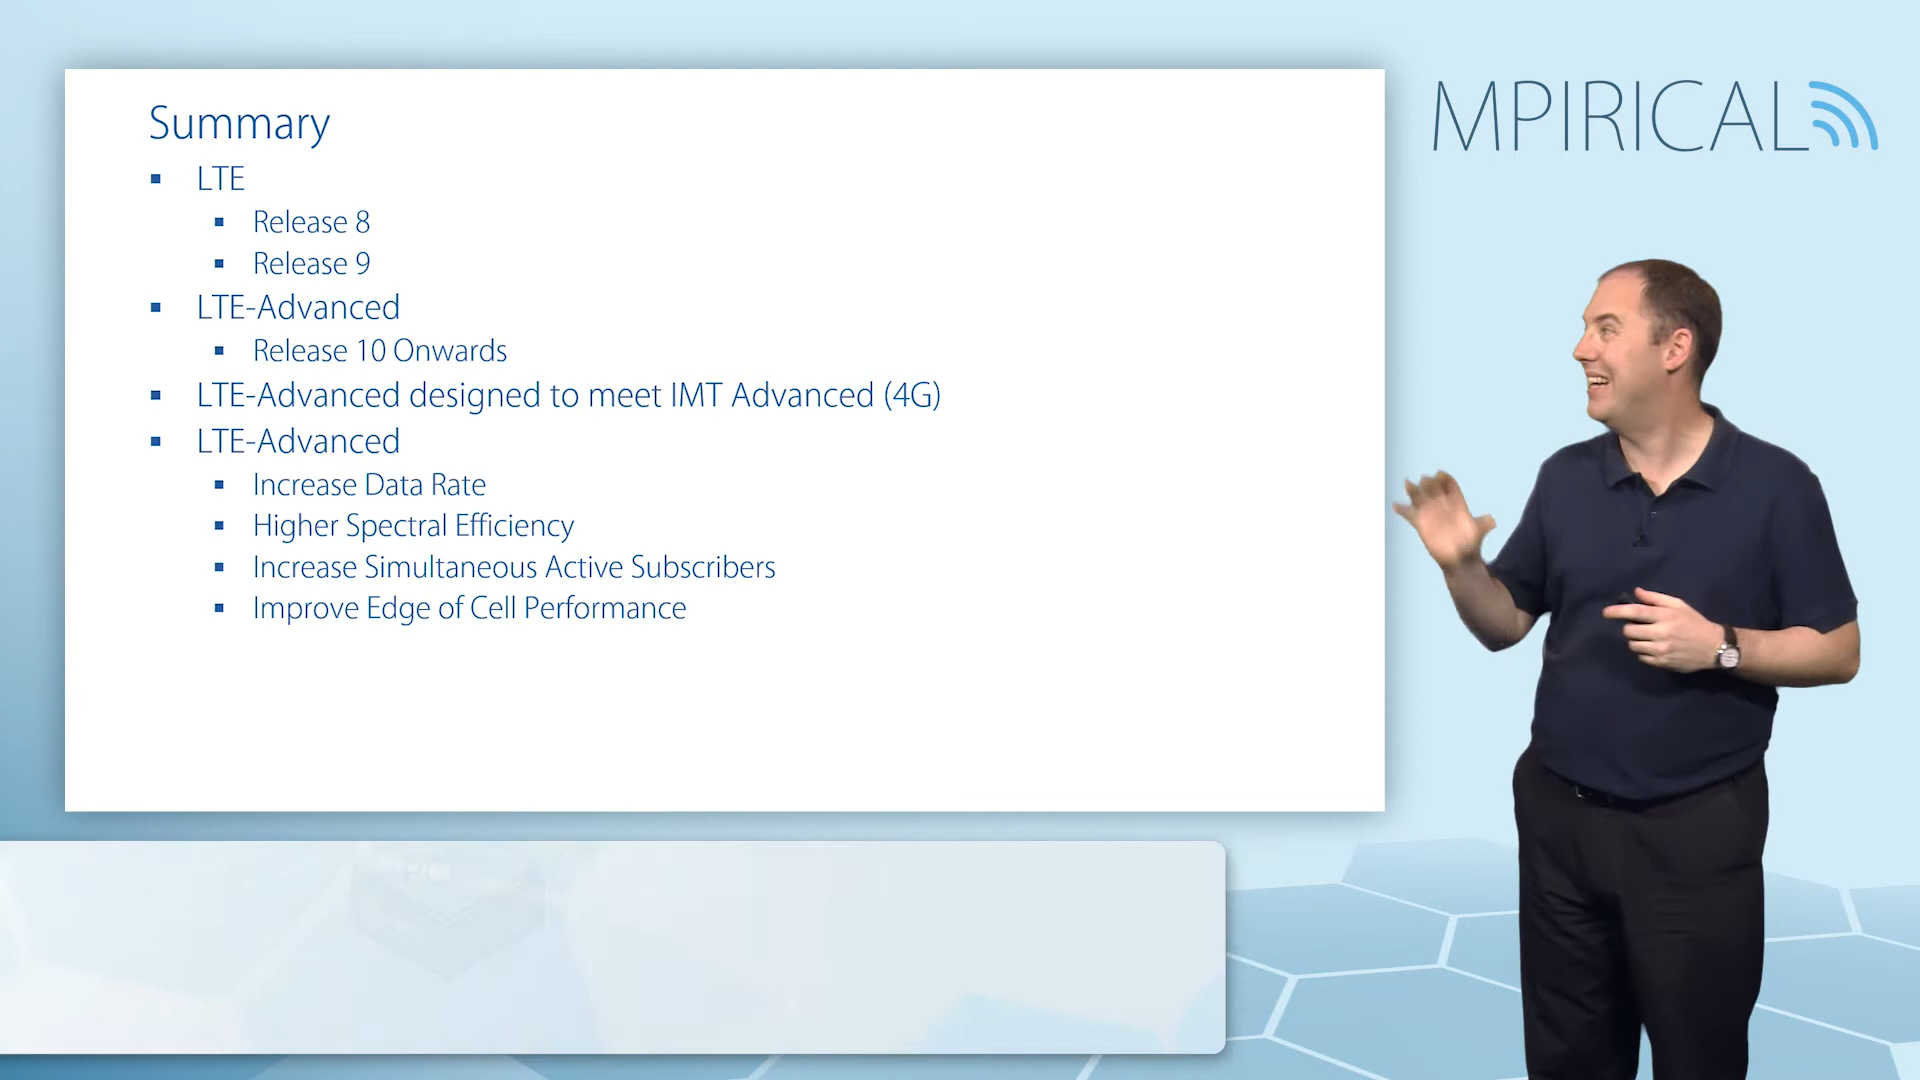 Summary
LTE
Release 8
Release 9
LTE-Advanced
Release 10 Onwards
LTE-Advanced designed to meet IMT Advanced (4G)
LTE-Advanced
Increase Data Rate
Higher Spectral Efficiency
Increase Simultaneous Active Subscribers
Improve Edge of Cell Performance
MPIRICAL